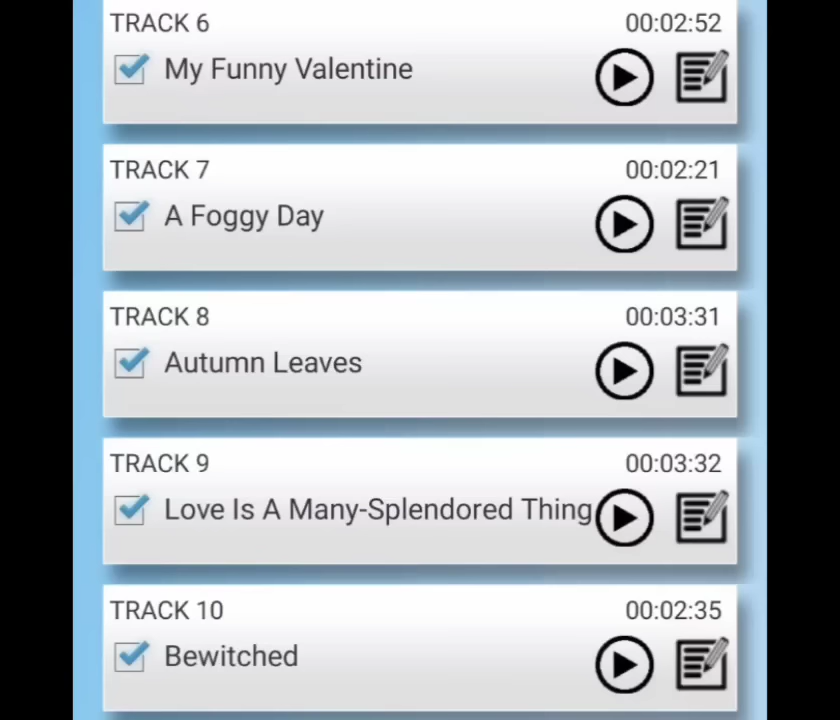 TRACK 6 00:02:52
My Funny Valentine
TRACK 7 00:02:21
A Foggy Day
TRACK 8 00:03:31
Autumn Leaves
TRACK 9 00:03:32
Love Is A Many-Splendored Thing
TRACK 10 00:02:35
Bewitched